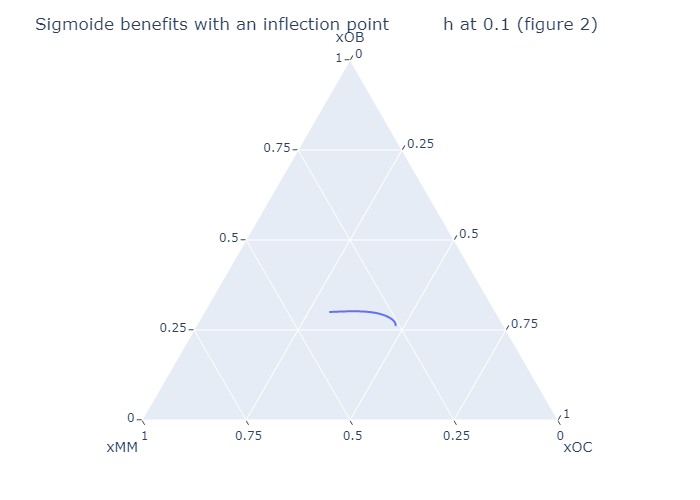 Sigmoide benefits with an inflection point h at 0.1 (figure 2)
xOB
1 0
0.75 0.25
0.5 0.5
0.25 0.75
0 1
1 0.75 0.5 0.25 0
xMM xOC